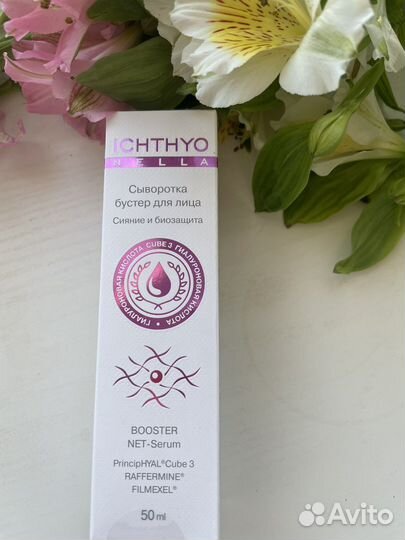 ICHTHYO
NELLA
Сыворотка
бустер для лица
Сияние и биозащита
ГИАЛУРОНОВАЯ КИСЛОТА CUBE 3 ГИАЛУРОНОВАЯ КИСЛОТА
BOOSTER
NET-Serum
PrincipHYAL®Cube 3
RAFFERMINE®
FILMEXEL®
50 ml
Avito